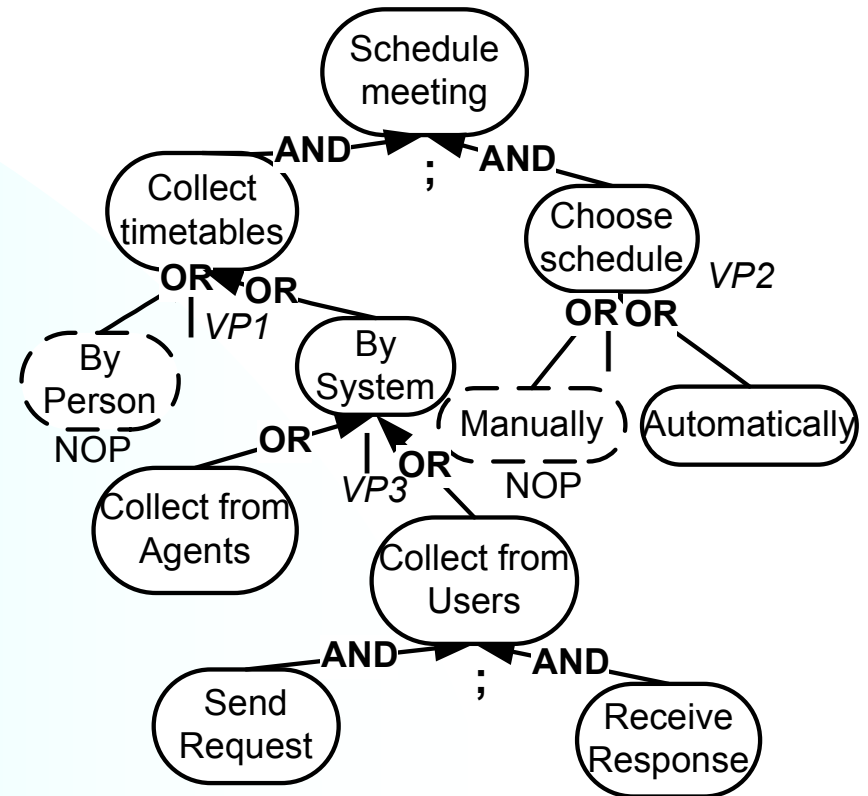 Schedule
meeting
AND
AND
;
Collect
timetables
Choose
schedule
VP2
OR
OR
|
VP1
OR OR
|
By
Person
NOP
By
System
Manually
NOP
Automatically
OR
|
OR
VP3
Collect from
Agents
Collect from
Users
AND
AND
;
Send
Request
Receive
Response